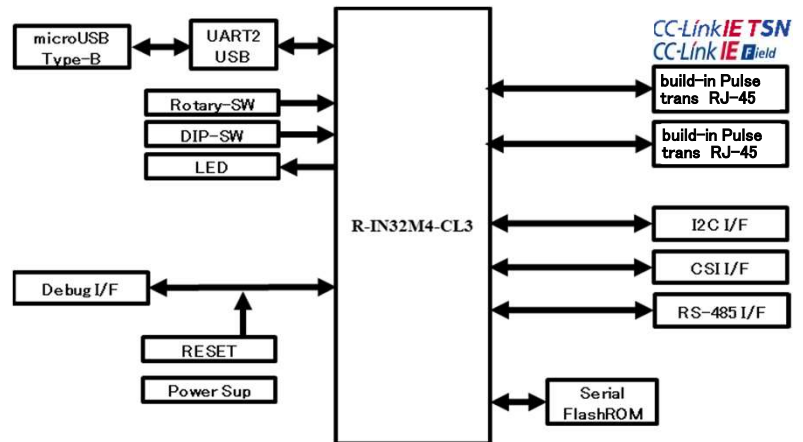 microUSB
Type-B
UART2
USB
Rotary-SW
DIP-SW
LED
Debug I/F
RESET
Power Sup
R-IN32M4-CL3
CC-Link IE TSN
CC-Link IE Field
build-in Pulse
trans RJ-45
build-in Pulse
trans RJ-45
I2C I/F
CSI I/F
RS-485 I/F
Serial
FlashROM